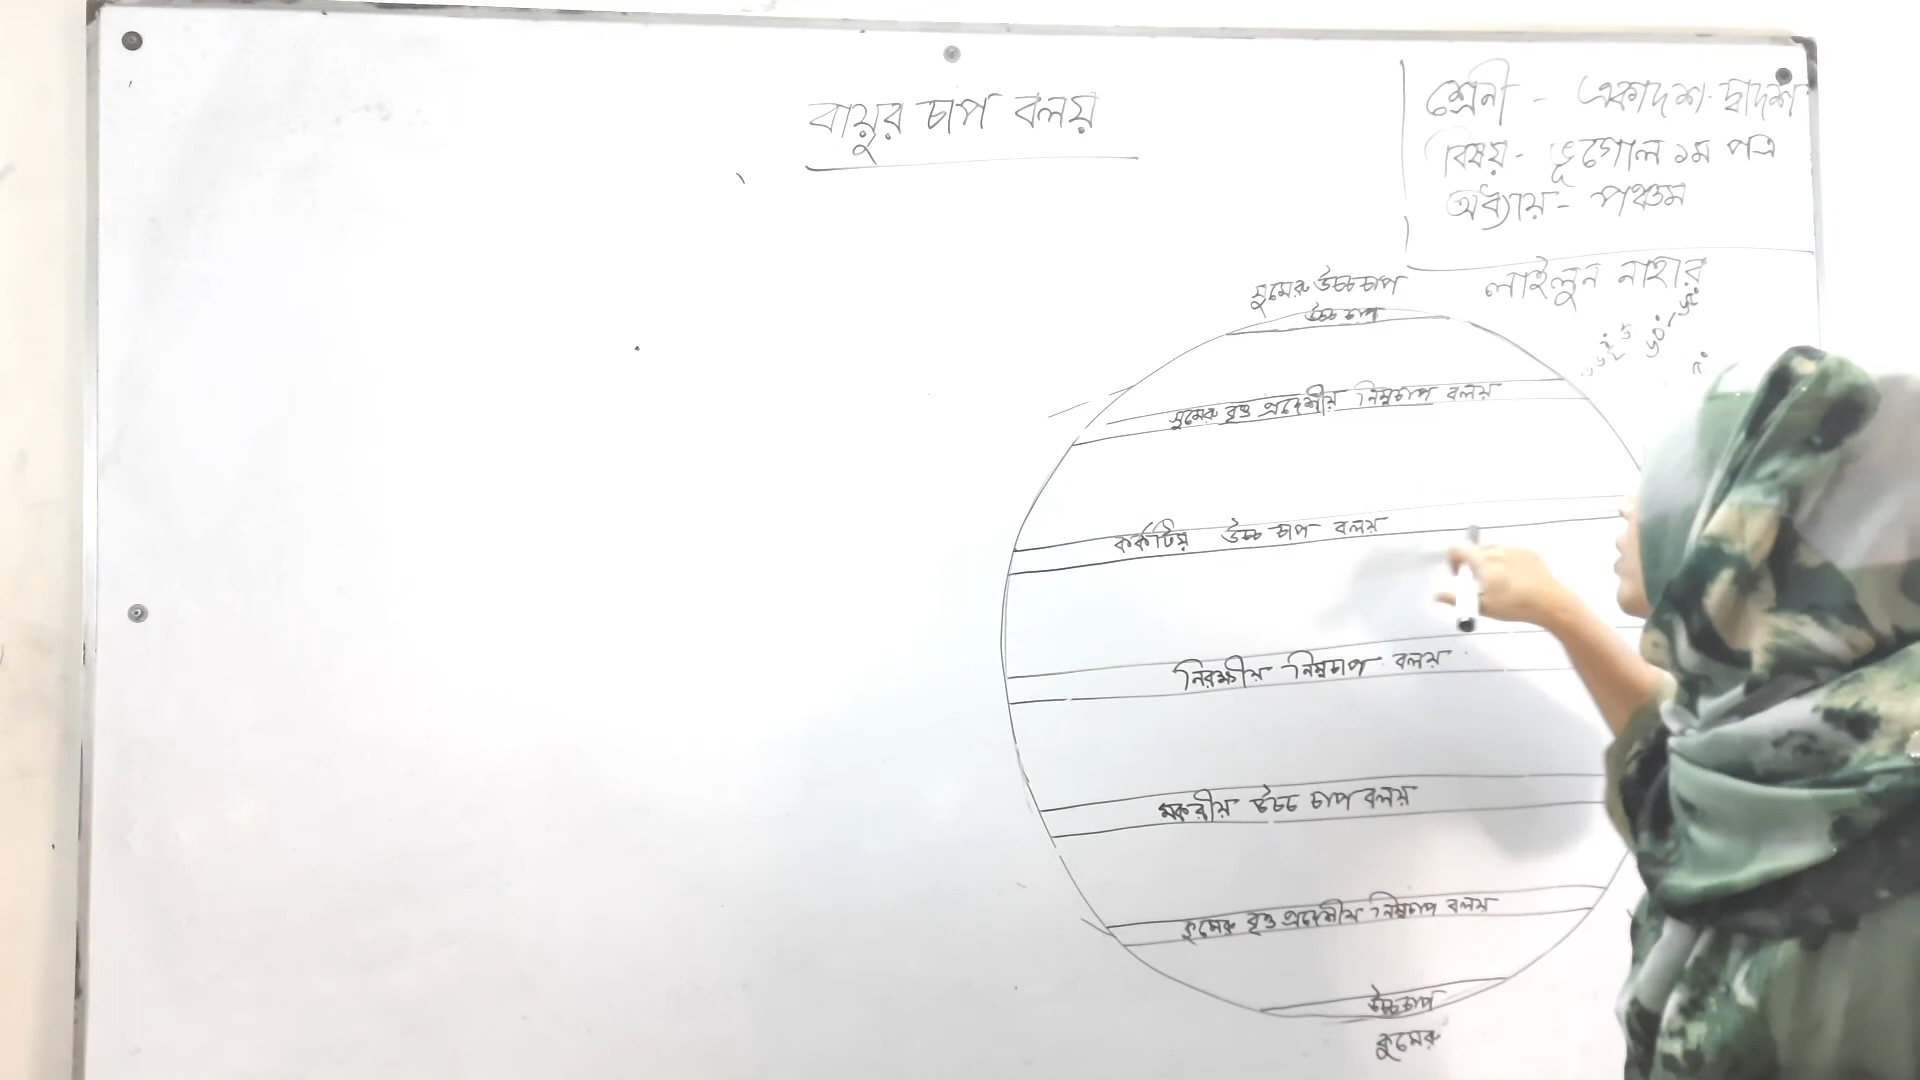 বায়ুর চাপ বলয়
শ্রেনী - একাদশ-দ্বাদশ
বিষয় - ভূগোল ১ম পত্র
অধ্যায় - পঞ্চম
লাইলুন নাহার
সুমেরু উচ্চচাপ
উচ্চ চাপ
সুমেরু বৃত্ত প্রদেশীয় নিম্নচাপ বলয়
কর্কটিয় উচ্চ চাপ বলয়
নিরক্ষীয় নিম্নচাপ বলয়
মকরীয় উচ্চ চাপ বলয়
কুমেরু বৃত্ত প্রদেশীয় নিম্নচাপ বলয়
উচ্চচাপ
কুমেরু